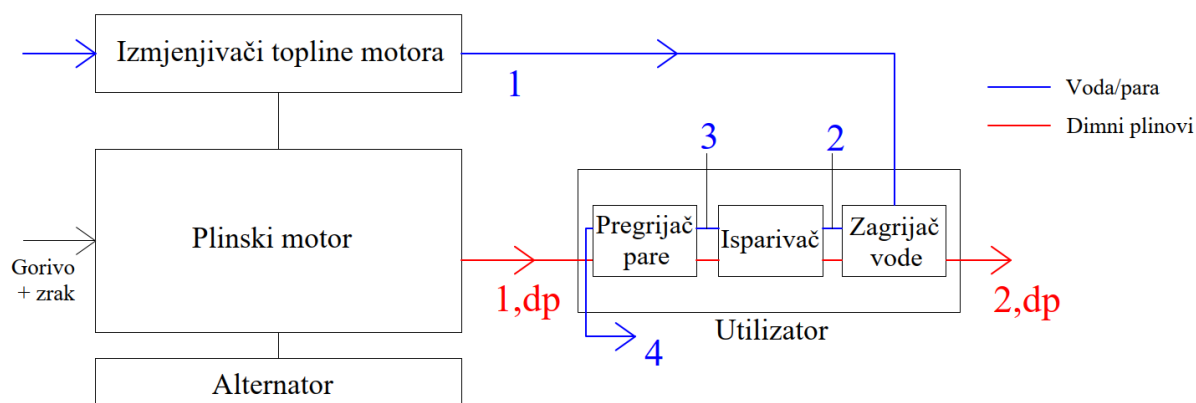 Izmjenjivači topline motora
1
Voda/para
Dimni plinovi
3
2
Plinski motor
Pregrijač
pare
Isparivač
Zagrijač
vode
Gorivo
+ zrak
1,dp
2,dp
Utilizator
4
Alternator